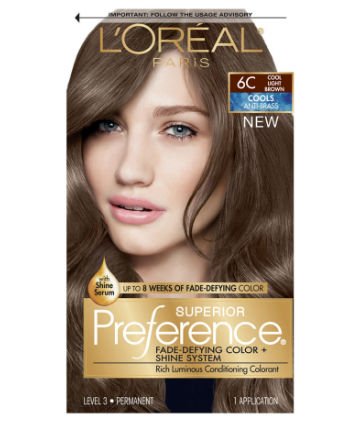 IMPORTANT: FOLLOW THE USAGE ADVISORY
L'ORÉAL
PARIS
6C
COOL
LIGHT
BROWN
COOLS
ANTI-BRASS
NEW
with
Shine
Serum
UP TO 8 WEEKS OF FADE-DEFYING COLOR
SUPERIOR
Preference
FADE-DEFYING COLOR +
SHINE SYSTEM
Rich Luminous Conditioning Colorant
LEVEL 3 • PERMANENT
1 APPLICATION